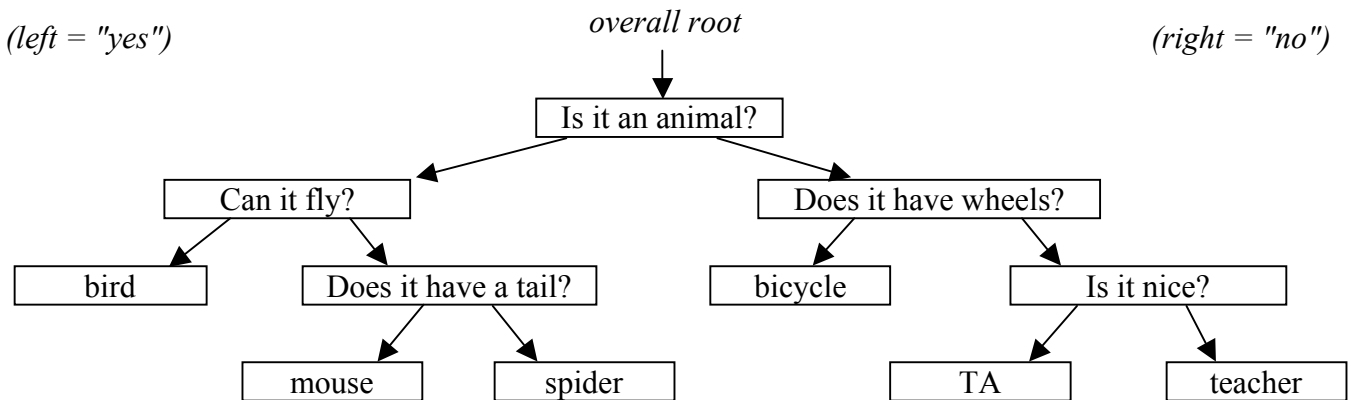 overall root
(left = "yes")
(right = "no")
Is it an animal?
Can it fly?
Does it have wheels?
bird
Does it have a tail?
bicycle
Is it nice?
mouse
spider
TA
teacher